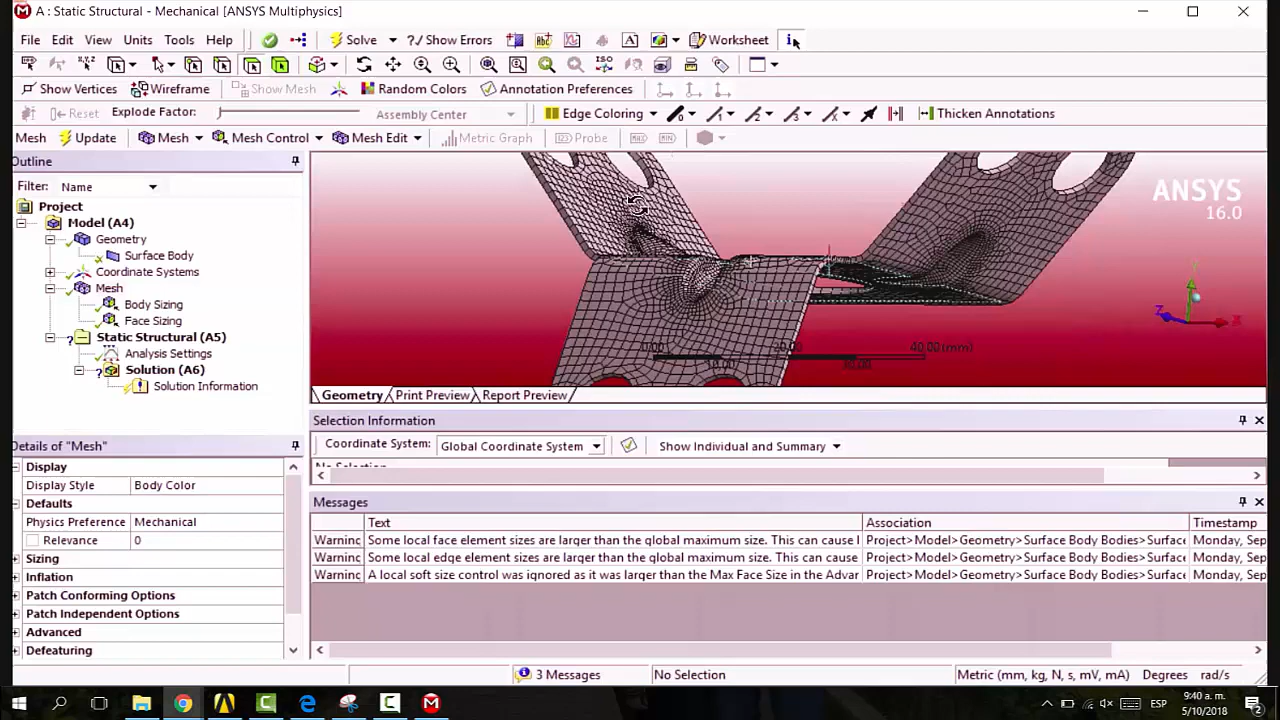 A : Static Structural - Mechanical [ANSYS Multiphysics]
File Edit View Units Tools Help Solve ?/ Show Errors Worksheet
Show Vertices Wireframe Show Mesh Random Colors Annotation Preferences
Reset Explode Factor: Assembly Center Edge Coloring Thicken Annotations
Mesh Update Mesh Mesh Control Mesh Edit Metric Graph Probe
Outline
Filter: Name
Project
Model (A4)
Geometry
Surface Body
Coordinate Systems
Mesh
Body Sizing
Face Sizing
Static Structural (A5)
Analysis Settings
Solution (A6)
Solution Information
ANSYS
16.0
Y
Z
X
0.00 20.00 40.00 (mm)
10.00 30.00
Geometry Print Preview Report Preview
Details of "Mesh"
Display
Display Style Body Color
Defaults
Physics Preference Mechanical
Relevance 0
Sizing
Inflation
Patch Conforming Options
Patch Independent Options
Advanced
Defeaturing
Selection Information
Coordinate System: Global Coordinate System Show Individual and Summary
No Selection
Messages
Text Association Timestamp
Warninc Some local face element sizes are larger than the global maximum size. This can cause l Project>Model>Geometry>Surface Body Bodies>Surface Monday, Sep
Warninc Some local edge element sizes are larger than the global maximum size. This can cause Project>Model>Geometry>Surface Body Bodies>Surface Monday, Sep
Warninc A local soft size control was ignored as it was larger than the Max Face Size in the Advar Project>Model>Geometry>Surface Body Bodies>Surface Monday, Sep
3 Messages No Selection Metric (mm, kg, N, s, mV, mA) Degrees rad/s
ESP
9:40 a. m.
5/10/2018
2